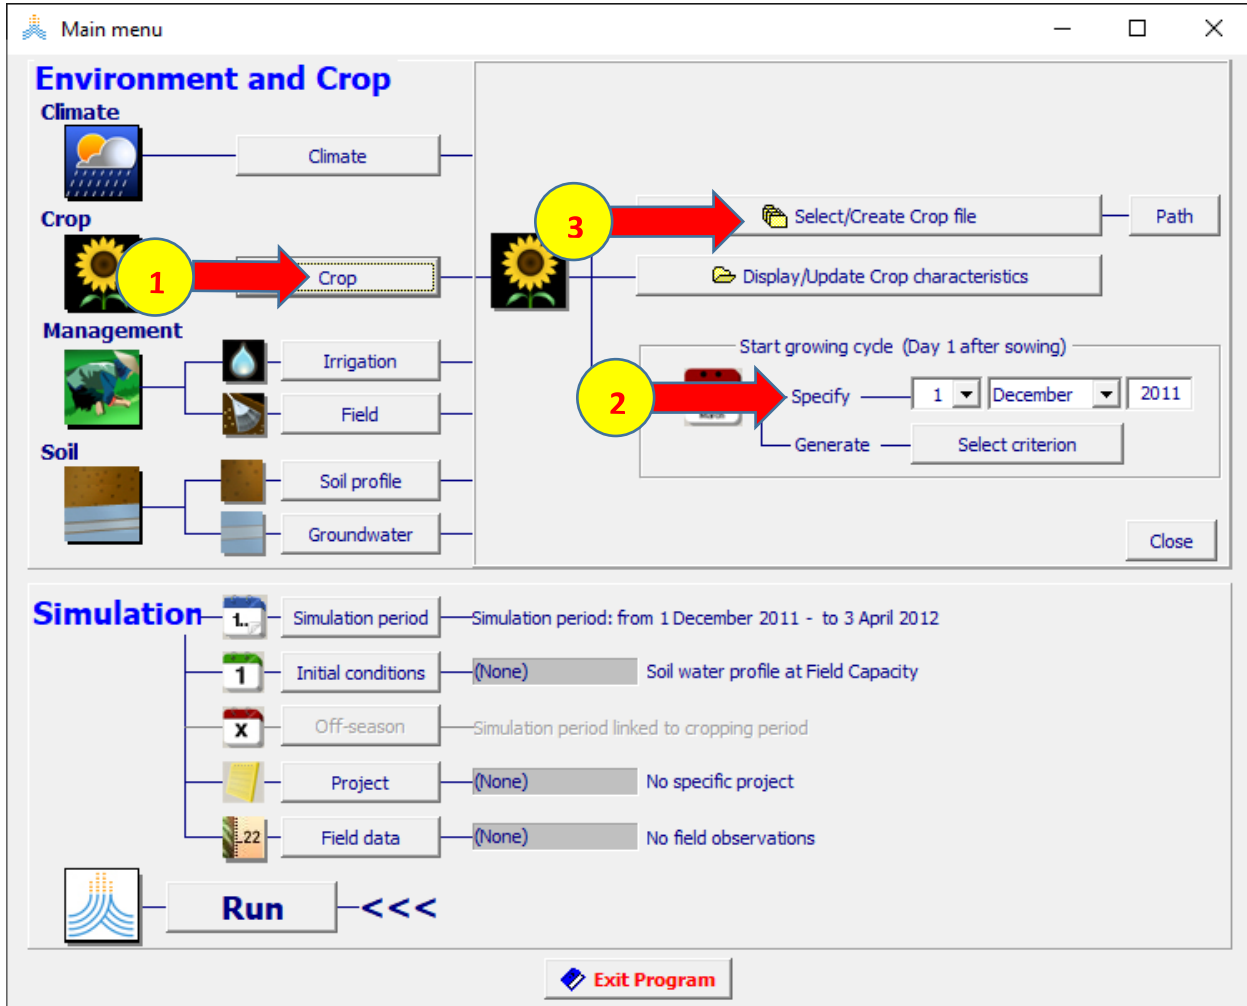 Main menu
Environment and Crop
Climate
Climate
Crop
1
Crop
Management
Irrigation
Field
Soil
Soil profile
Groundwater
3
Select/Create Crop file
Path
Display/Update Crop characteristics
Start growing cycle (Day 1 after sowing)
2
March
Specify
1
December
2011
Generate
Select criterion
Close
Simulation
1..
Simulation period
Simulation period: from 1 December 2011 - to 3 April 2012
1
Initial conditions
(None)
Soil water profile at Field Capacity
X
Off-season
Simulation period linked to cropping period
Project
(None)
No specific project
.22
Field data
(None)
No field observations
Run
<<<
Exit Program